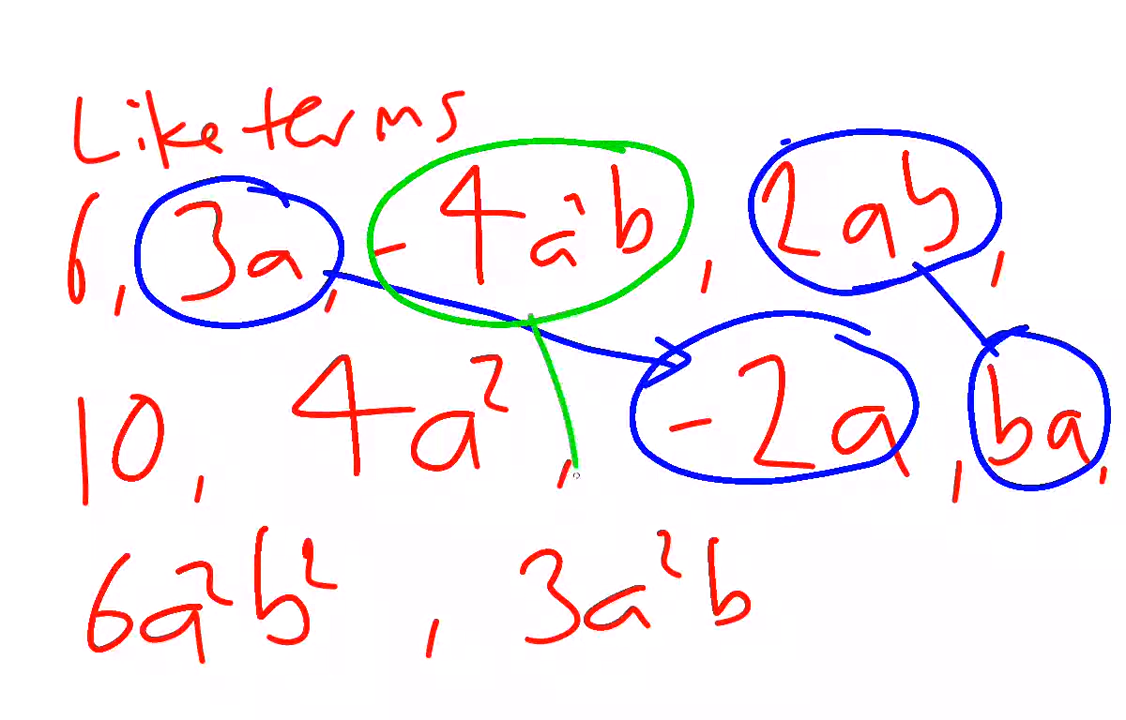 Like terms
6, 3a, -4a²b, 2ab,
10, 4a², -2a, ba,
6a²b², 3a²b